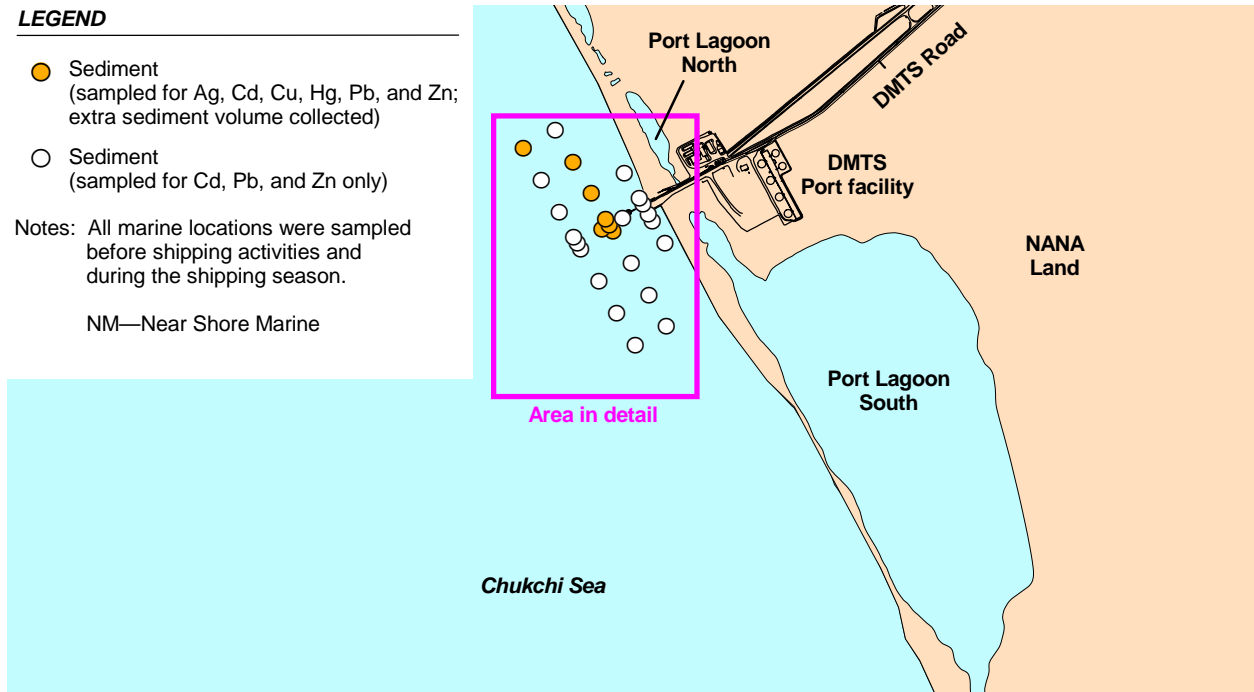 LEGEND
Sediment
(sampled for Ag, Cd, Cu, Hg, Pb, and Zn;
extra sediment volume collected)
Sediment
(sampled for Cd, Pb, and Zn only)
Notes: All marine locations were sampled
before shipping activities and
during the shipping season.
NM—Near Shore Marine
Port Lagoon
North
DMTS Road
DMTS
Port facility
NANA
Land
Port Lagoon
South
Area in detail
Chukchi Sea